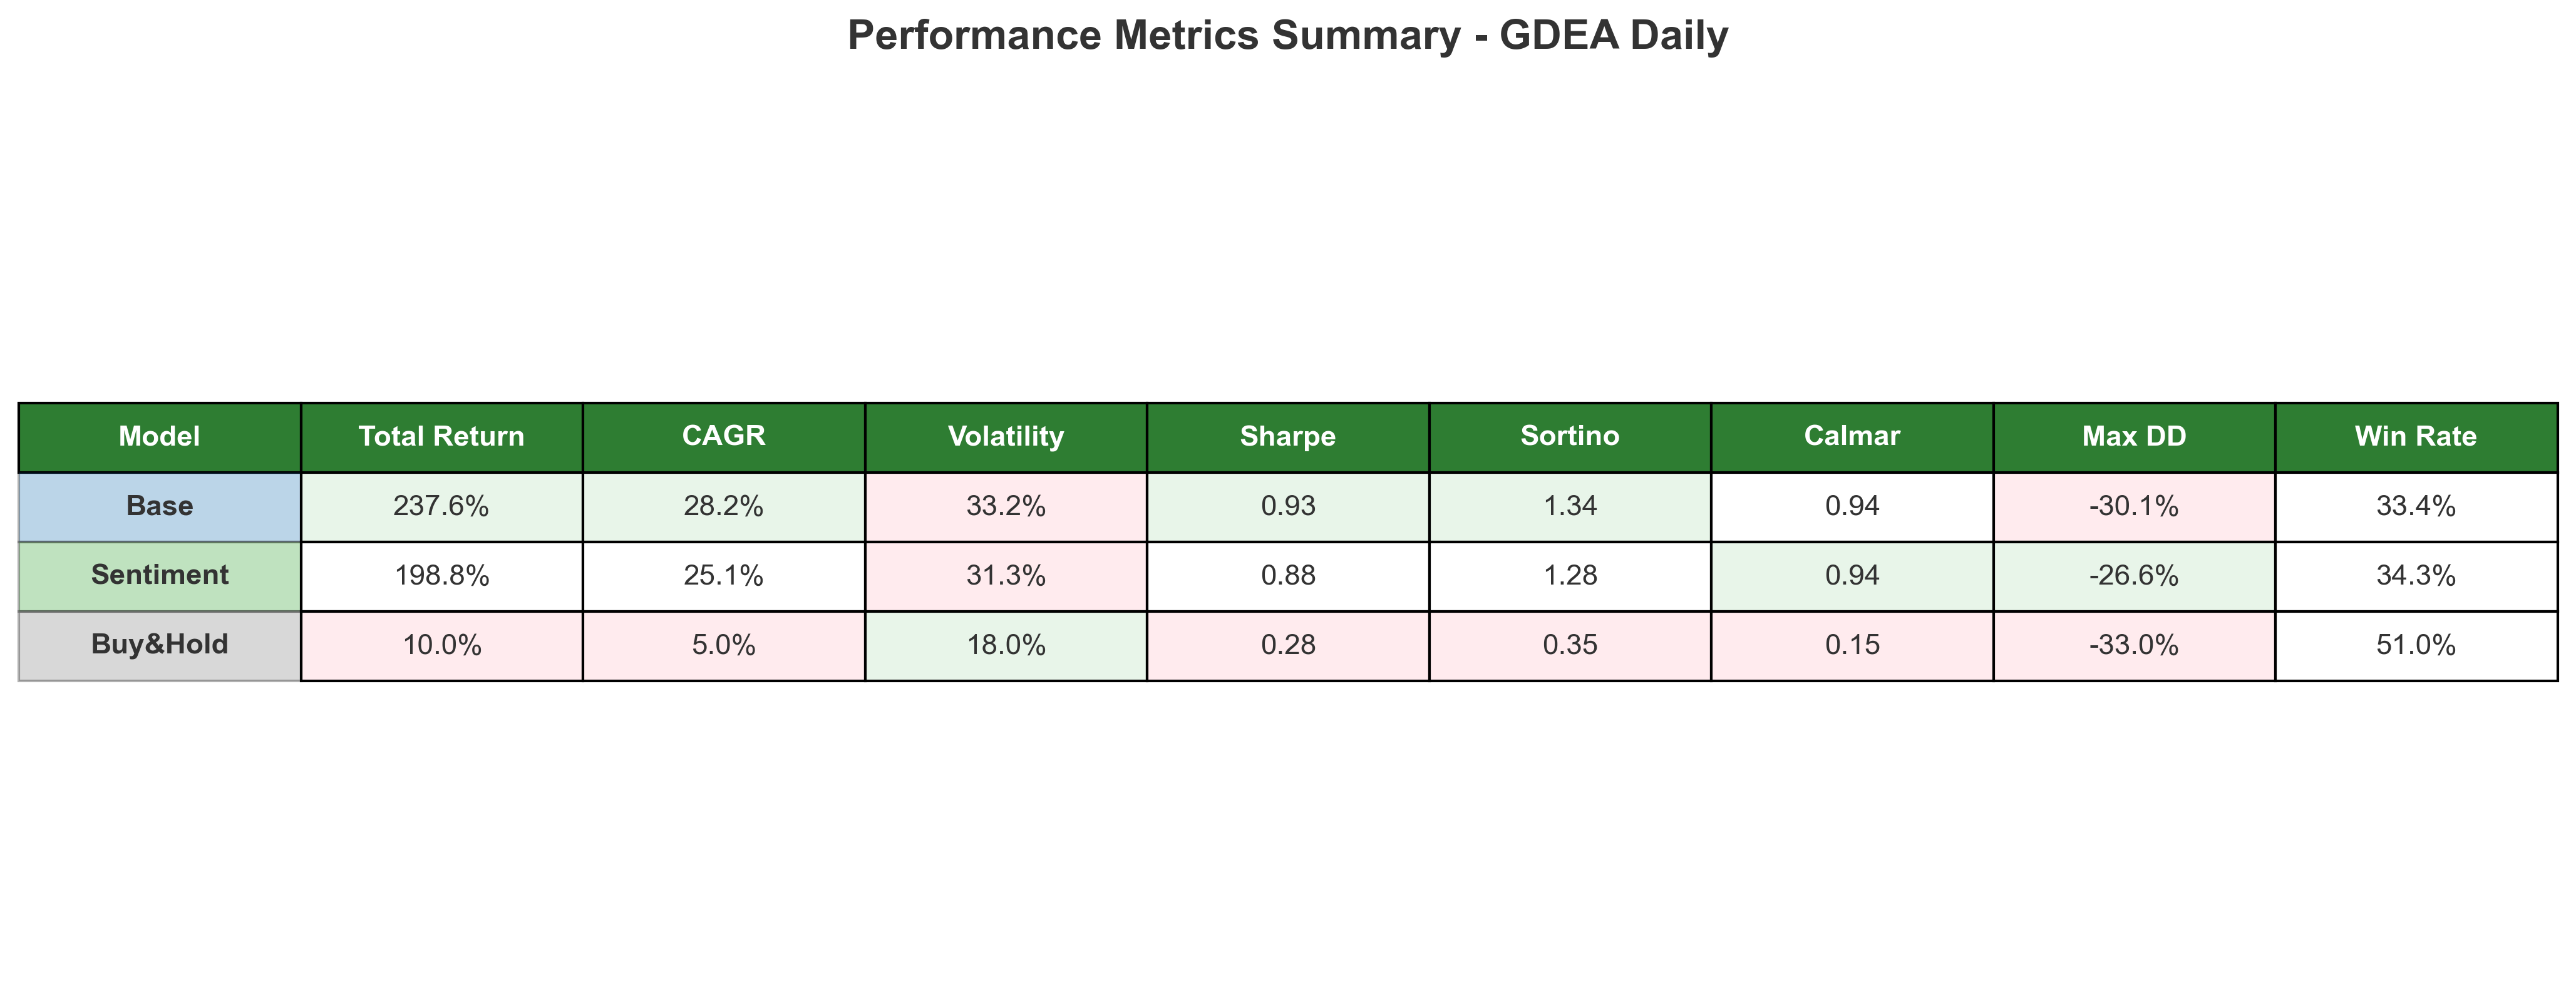 Performance Metrics Summary - GDEA Daily
Model Total Return CAGR Volatility Sharpe Sortino Calmar Max DD Win Rate
Base 237.6% 28.2% 33.2% 0.93 1.34 0.94 -30.1% 33.4%
Sentiment 198.8% 25.1% 31.3% 0.88 1.28 0.94 -26.6% 34.3%
Buy&Hold 10.0% 5.0% 18.0% 0.28 0.35 0.15 -33.0% 51.0%